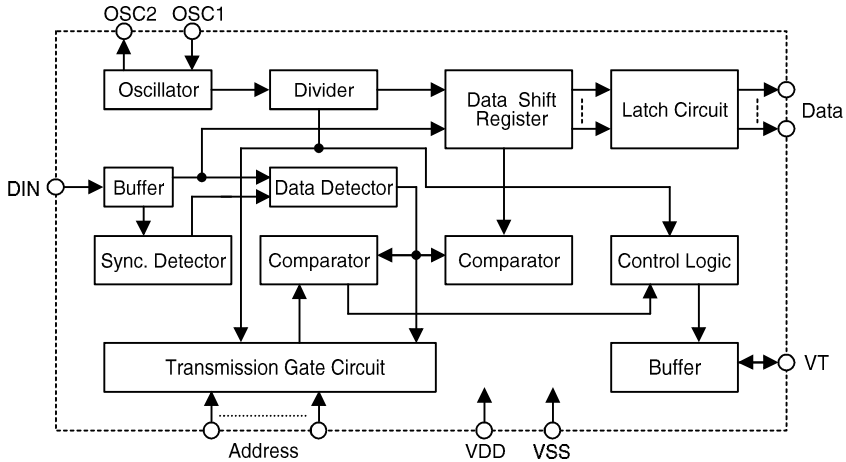 OSC2 OSC1
Oscillator
Divider
Data Shift
Register
Latch Circuit
Data
DIN
Buffer
Data Detector
Sync. Detector
Comparator
Comparator
Control Logic
Transmission Gate Circuit
Buffer
VT
Address
VDD
VSS